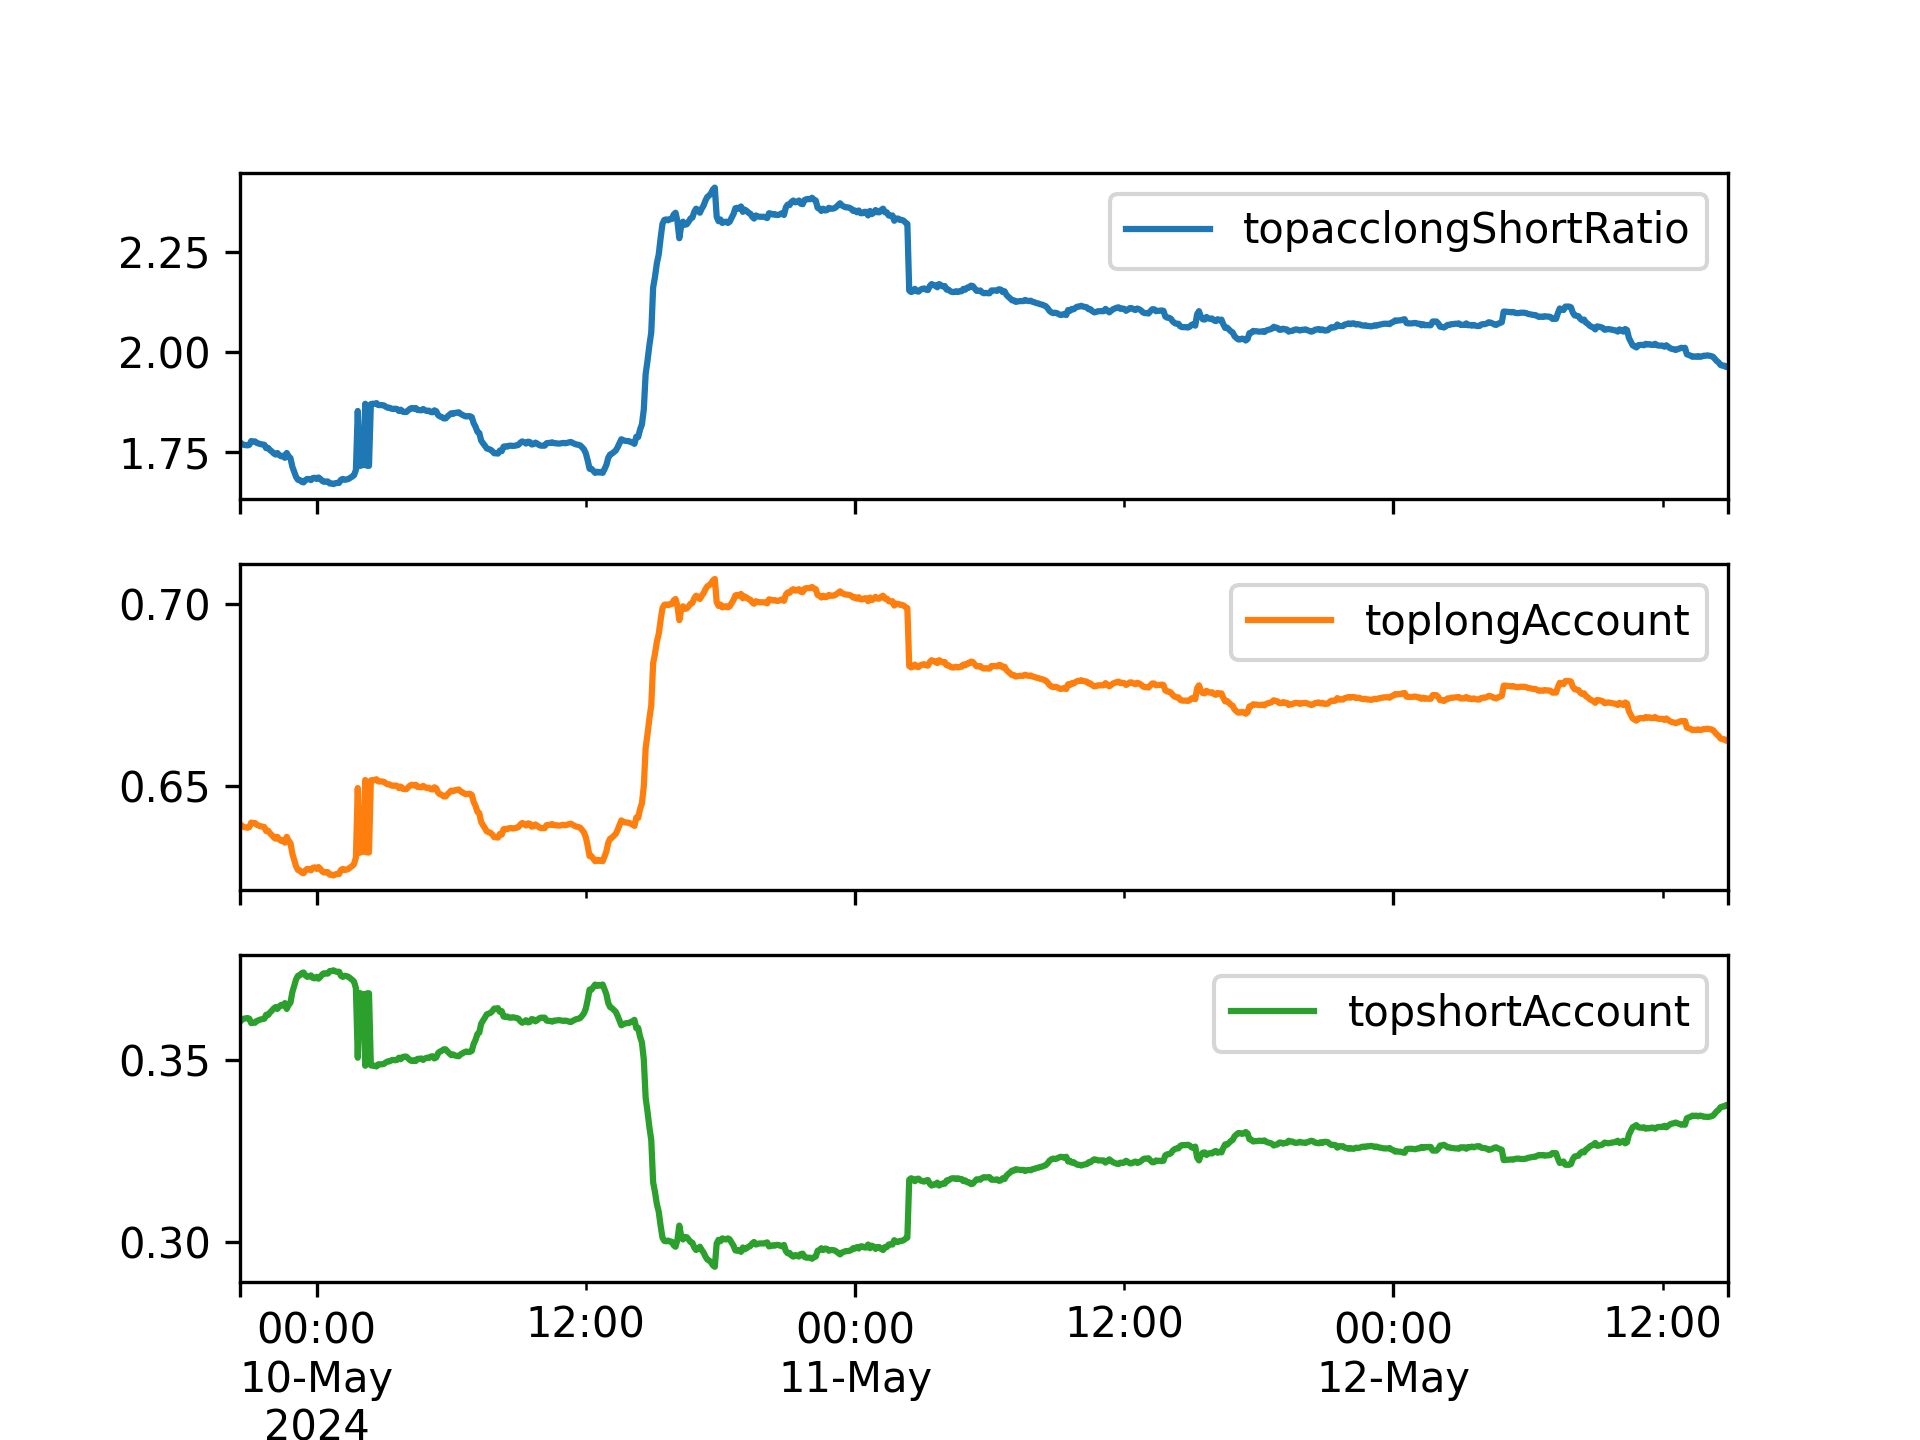 topacclongShortRatio
2.25
2.00
1.75
toplongAccount
0.70
0.65
topshortAccount
0.35
0.30
00:00 12:00 00:00 12:00 00:00 12:00
10-May 11-May 12-May
2024